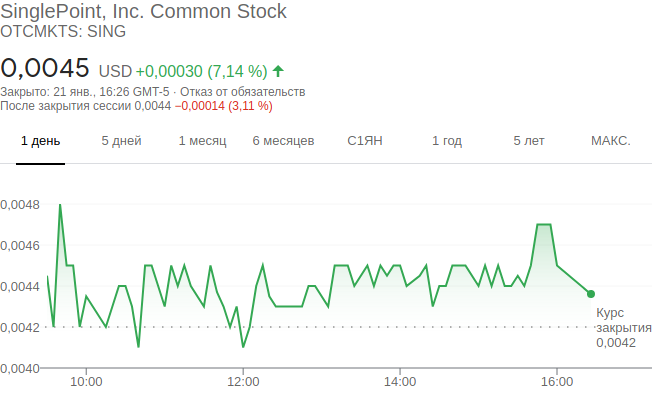 SinglePoint, Inc. Common Stock
OTCMKTS: SING
0,0045 USD +0,00030 (7,14 %)
Закрыто: 21 янв., 16:26 GMT-5 · Отказ от обязательств
После закрытия сессии 0,0044 −0,00014 (3,11 %)
1 день 5 дней 1 месяц 6 месяцев С1ЯН 1 год 5 лет МАКС.
0,0048
0,0046
0,0044
0,0042
0,0040
Курс
закрытия
0,0042
10:00 12:00 14:00 16:00